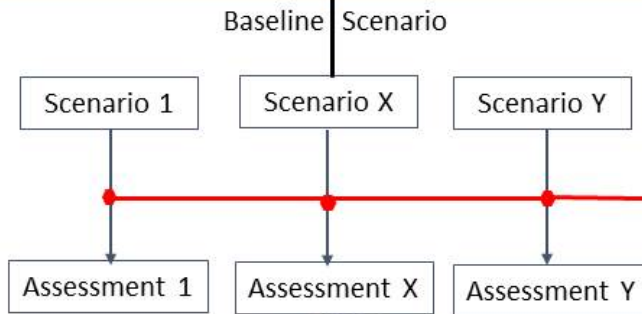 Baseline Scenario
Scenario 1 Scenario X Scenario Y
Assessment 1 Assessment X Assessment Y